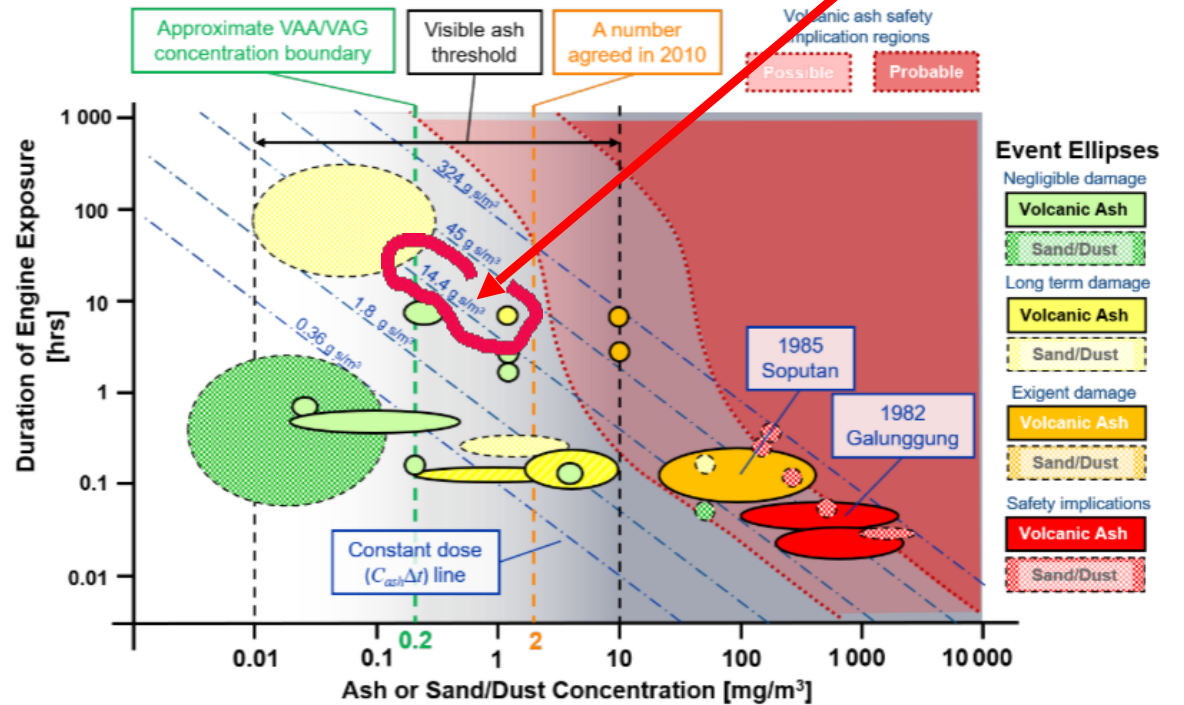 Approximate VAA/VAG
concentration boundary
Visible ash
threshold
A number
agreed in 2010
Volcanic ash safety
implication regions
Possible
Probable
1 000
100
10
1
0.1
0.01
Duration of Engine Exposure
[hrs]
324 g s/m³
45 g s/m³
14.4 g s/m³
1.8 g s/m³
0.36 g s/m³
1985
Soputan
1982
Galunggung
Constant dose
(C_ash Δt) line
0.01
0.1
0.2
1
2
10
100
1 000
10 000
Ash or Sand/Dust Concentration [mg/m³]
Event Ellipses
Negligible damage
Volcanic Ash
Sand/Dust
Long term damage
Volcanic Ash
Sand/Dust
Exigent damage
Volcanic Ash
Sand/Dust
Safety implications
Volcanic Ash
Sand/Dust